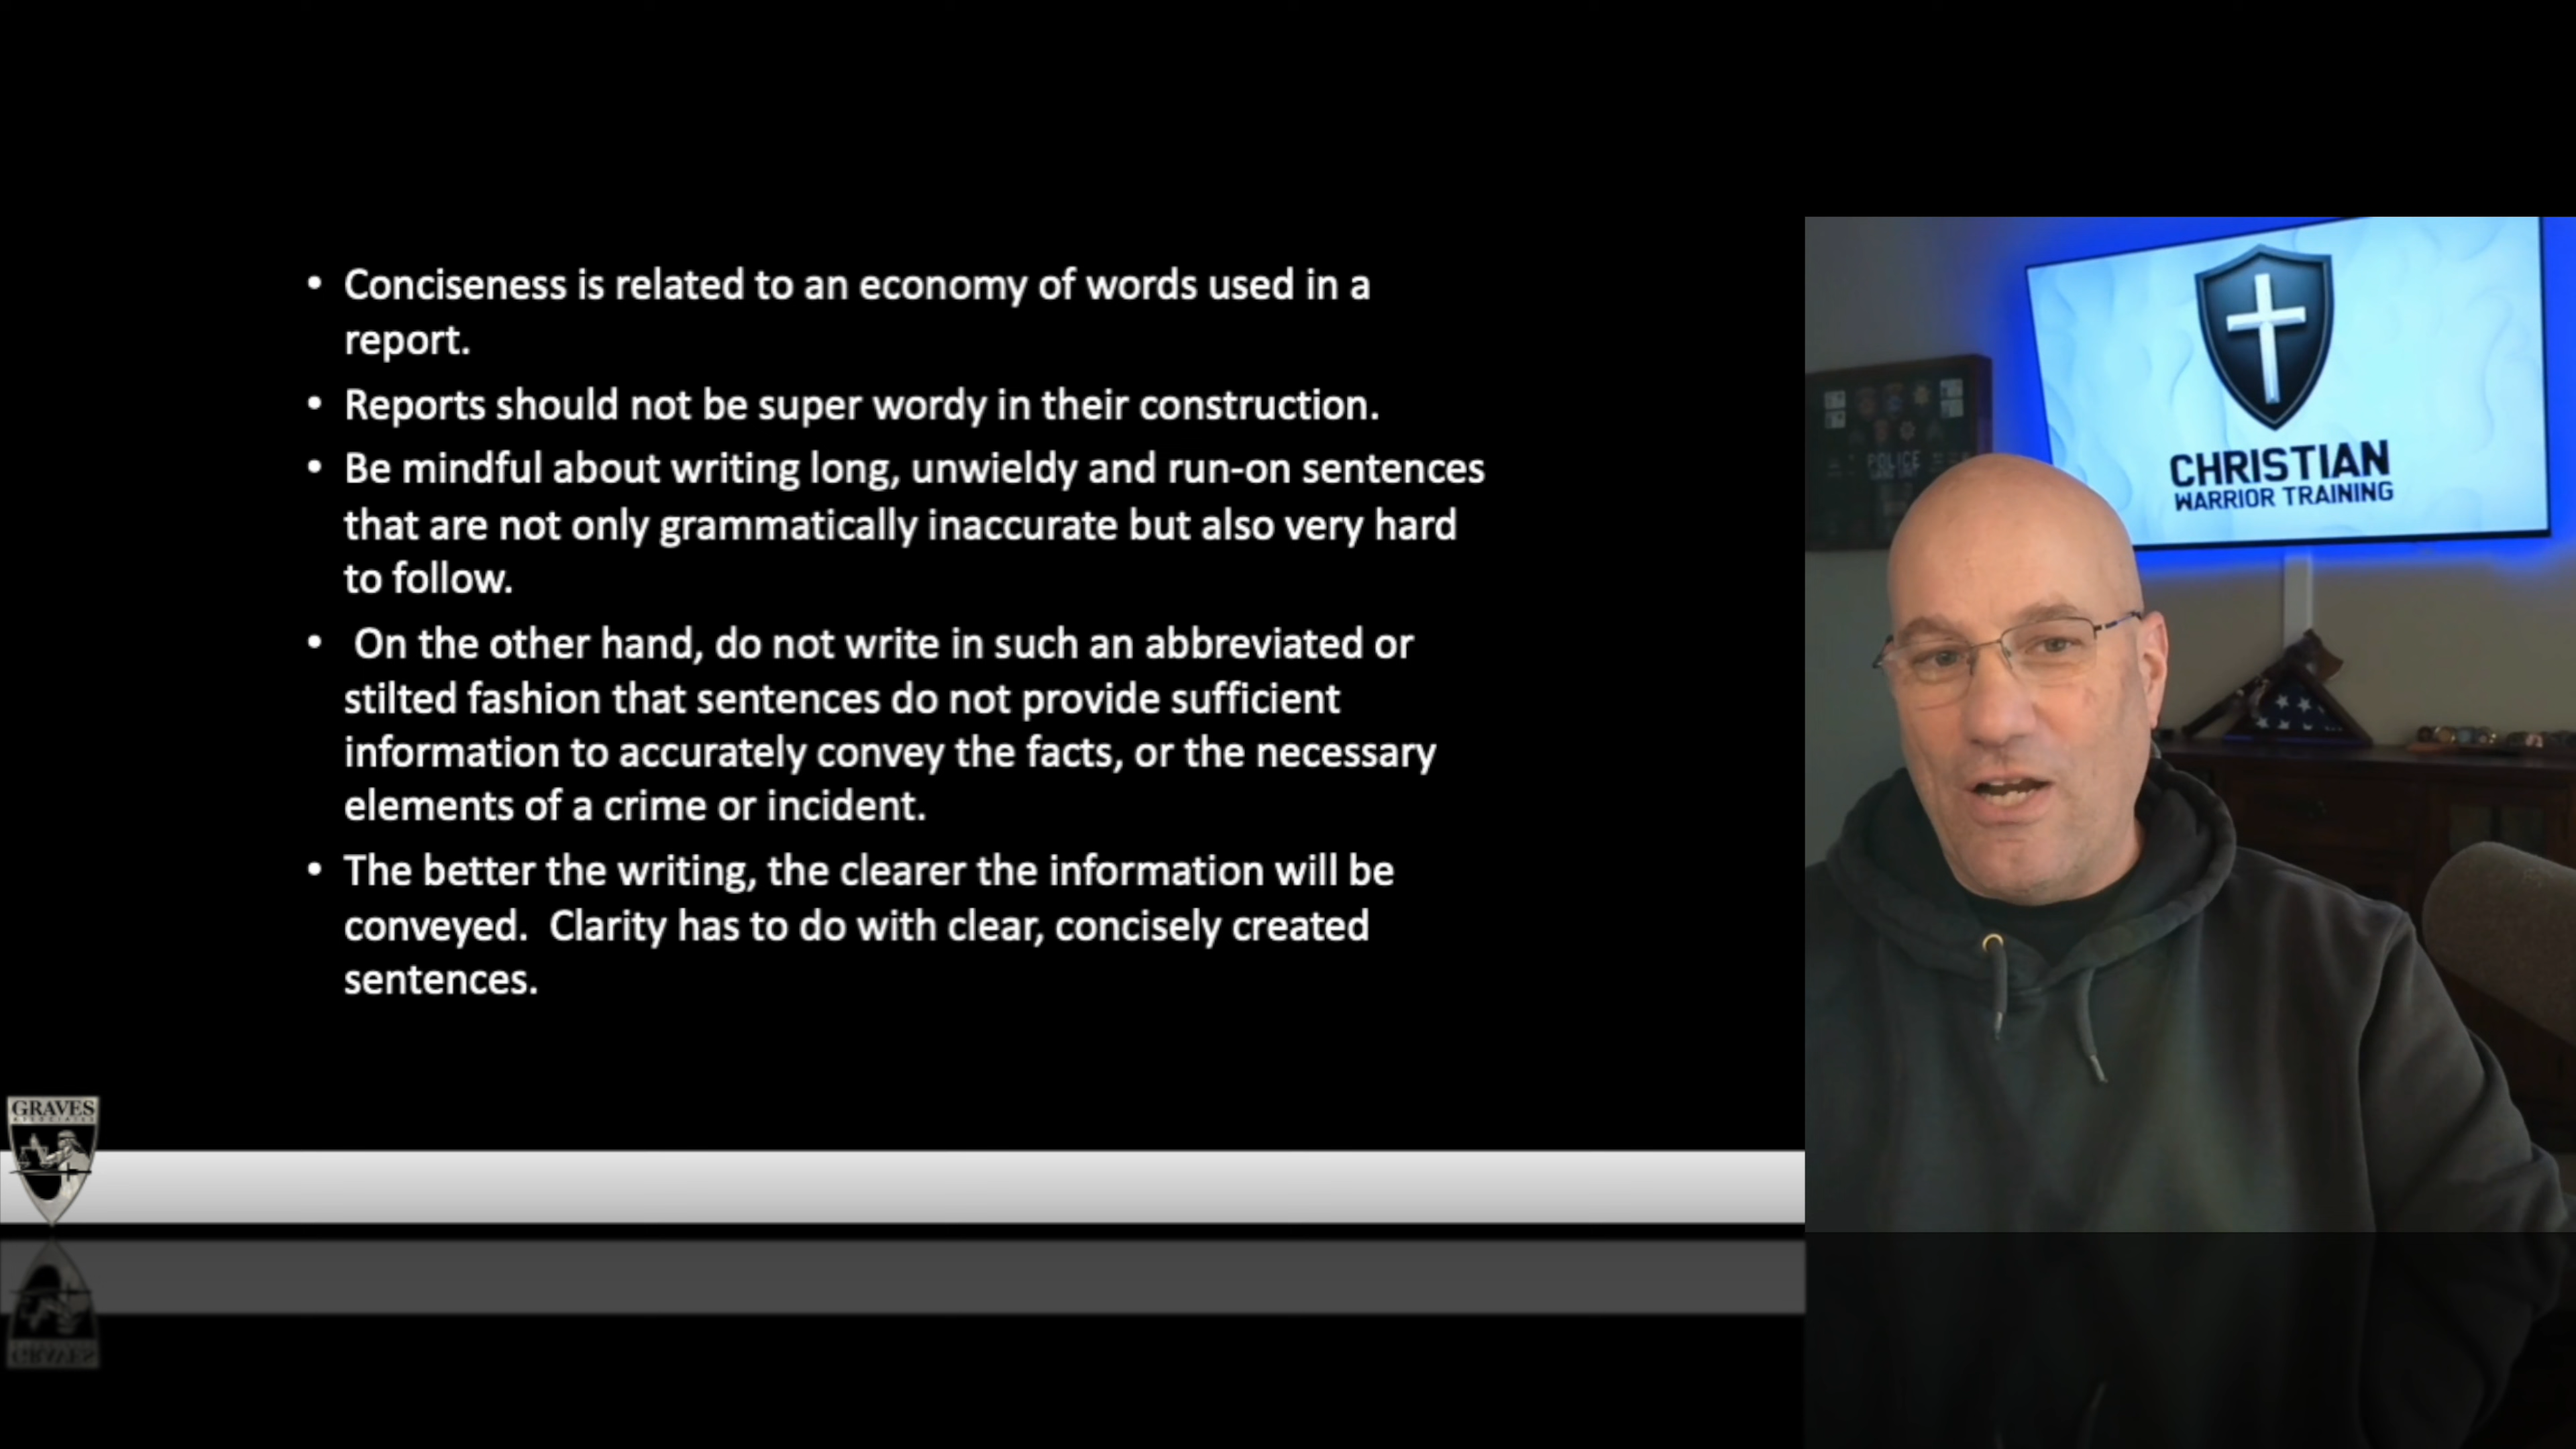 • Conciseness is related to an economy of words used in a
report.
• Reports should not be super wordy in their construction.
• Be mindful about writing long, unwieldy and run-on sentences
that are not only grammatically inaccurate but also very hard
to follow.
• On the other hand, do not write in such an abbreviated or
stilted fashion that sentences do not provide sufficient
information to accurately convey the facts, or the necessary
elements of a crime or incident.
• The better the writing, the clearer the information will be
conveyed.  Clarity has to do with clear, concisely created
sentences.
CHRISTIAN
WARRIOR TRAINING
POLICE
GRAVES
ASSOCIATES